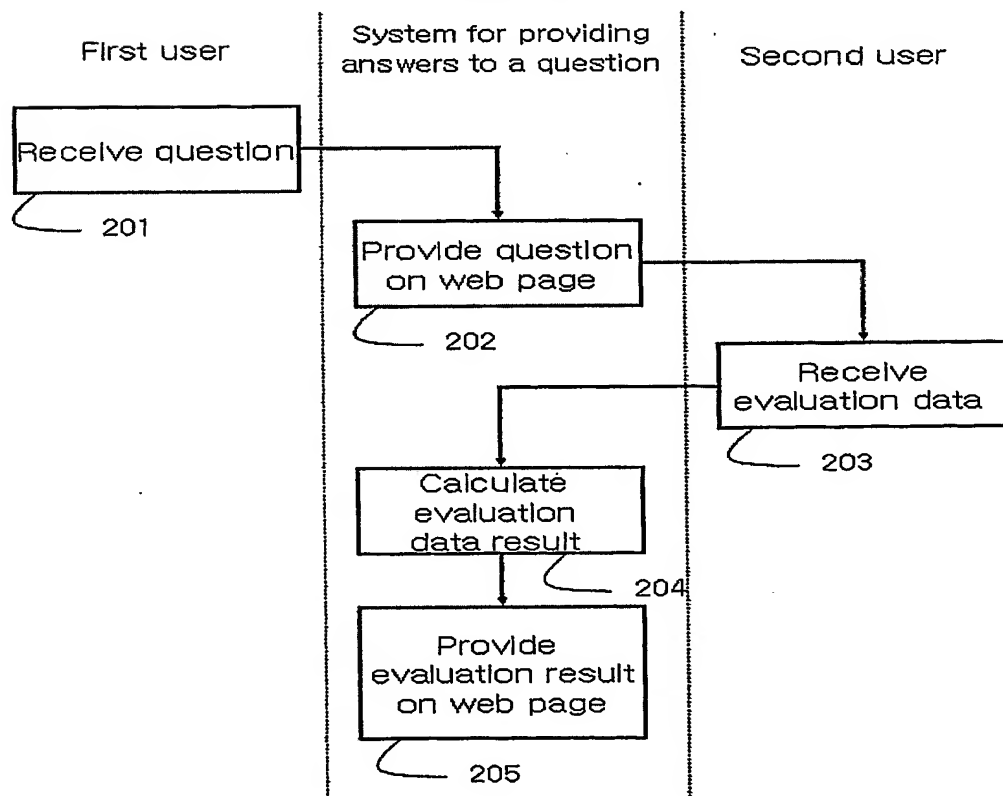 First user
System for providing
answers to a question
Second user
Receive question
201
Provide question
on web page
202
Receive
evaluation data
203
Calculate
evaluation
data result
204
Provide
evaluation result
on web page
205